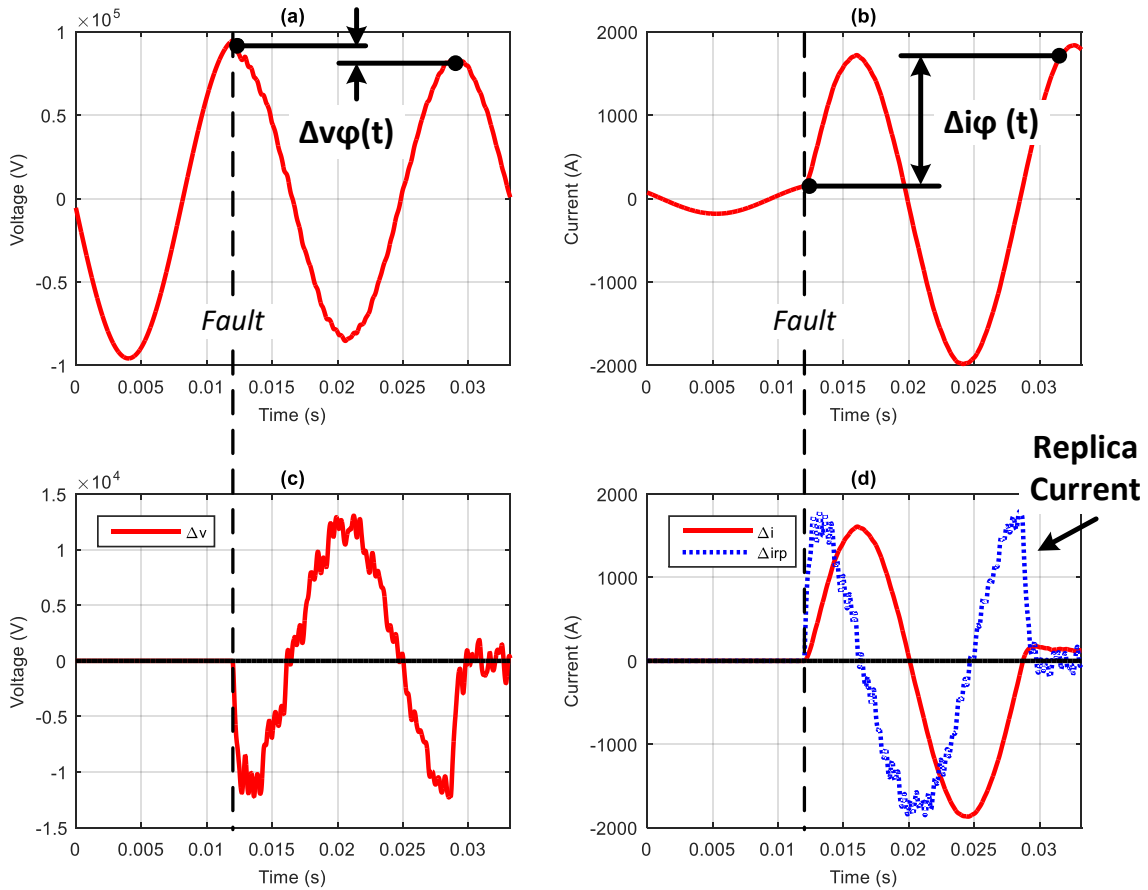 (a)
×10⁵
1
0.5
0
-0.5
-1
Voltage (V)
Δvφ(t)
Fault
0 0.005 0.01 0.015 0.02 0.025 0.03
Time (s)
(b)
2000
1000
0
-1000
-2000
Current (A)
Δiφ (t)
Fault
0 0.005 0.01 0.015 0.02 0.025 0.03
Time (s)
(c)
×10⁴
1.5
1
0.5
0
-0.5
-1
-1.5
Voltage (V)
Δv
0 0.005 0.01 0.015 0.02 0.025 0.03
Time (s)
(d)
Replica
Current
2000
1000
0
-1000
-2000
Current (A)
Δi
Δirp
0 0.005 0.01 0.015 0.02 0.025 0.03
Time (s)